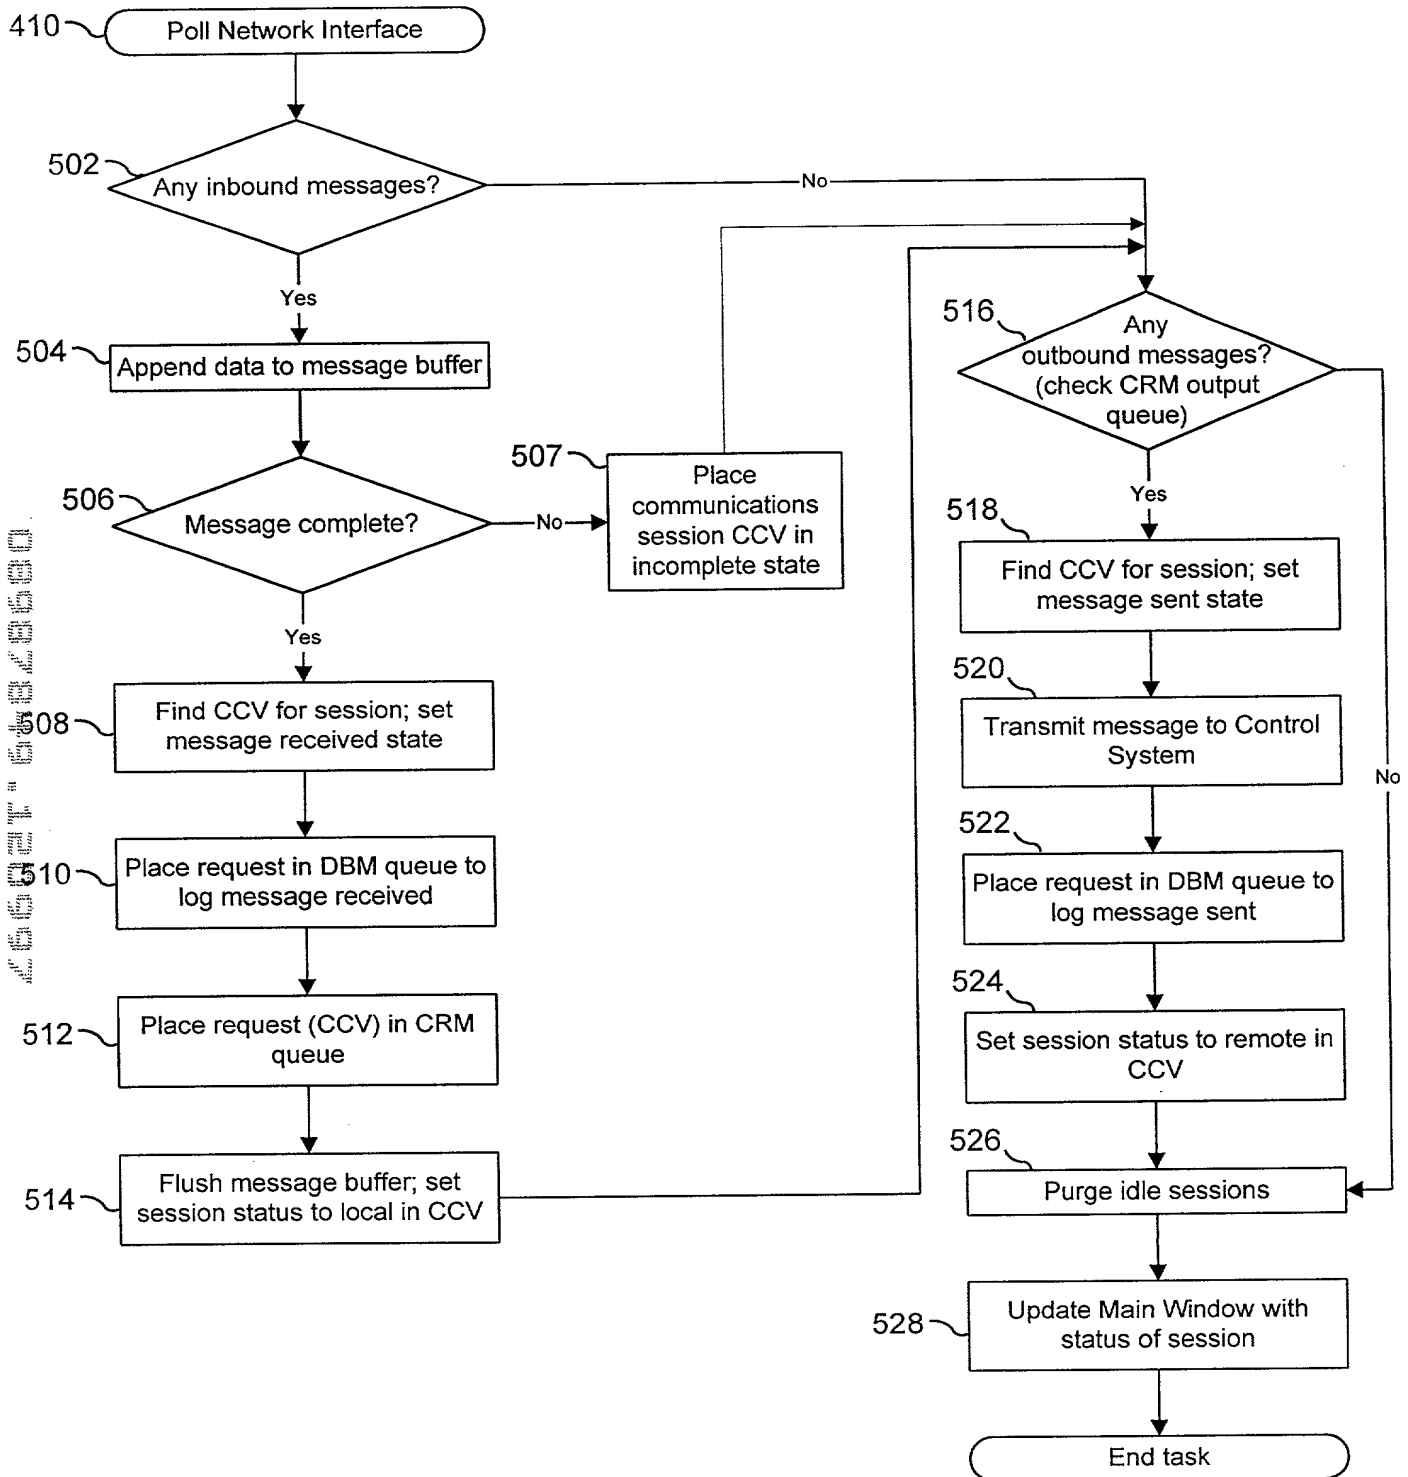 410
Poll Network Interface
502
Any inbound messages?
No
Yes
504
Append data to message buffer
506
Message complete?
No
507
Place
communications
session CCV in
incomplete state
Yes
508
Find CCV for session; set
message received state
510
Place request in DBM queue to
log message received
512
Place request (CCV) in CRM
queue
514
Flush message buffer; set
session status to local in CCV
516
Any
outbound messages?
(check CRM output
queue)
Yes
No
518
Find CCV for session; set
message sent state
520
Transmit message to Control
System
522
Place request in DBM queue to
log message sent
524
Set session status to remote in
CCV
526
Purge idle sessions
528
Update Main Window with
status of session
End task